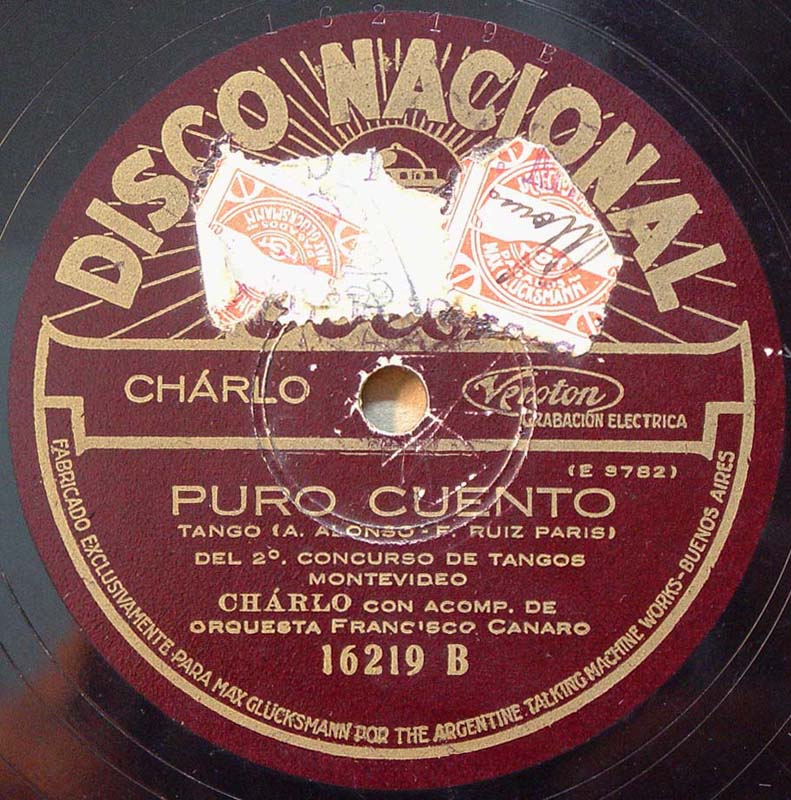 16219 B
DISCO NACIONAL
MAX GLÜCKSMANN
MAX GLÜCKSMANN
CHÁRLO
Veroton
GRABACIÓN ELECTRICA
(E 9782)
PURO CUENTO
TANGO (A. ALONSO - F. RUIZ PARIS)
DEL 2º. CONCURSO DE TANGOS
MONTEVIDEO
CHÁRLO CON ACOMP. DE
ORQUESTA FRANCISCO CANARO
16219 B
FABRICADO EXCLUSIVAMENTE PARA MAX GLÜCKSMANN POR THE ARGENTINE TALKING MACHINE WORKS - BUENOS AIRES